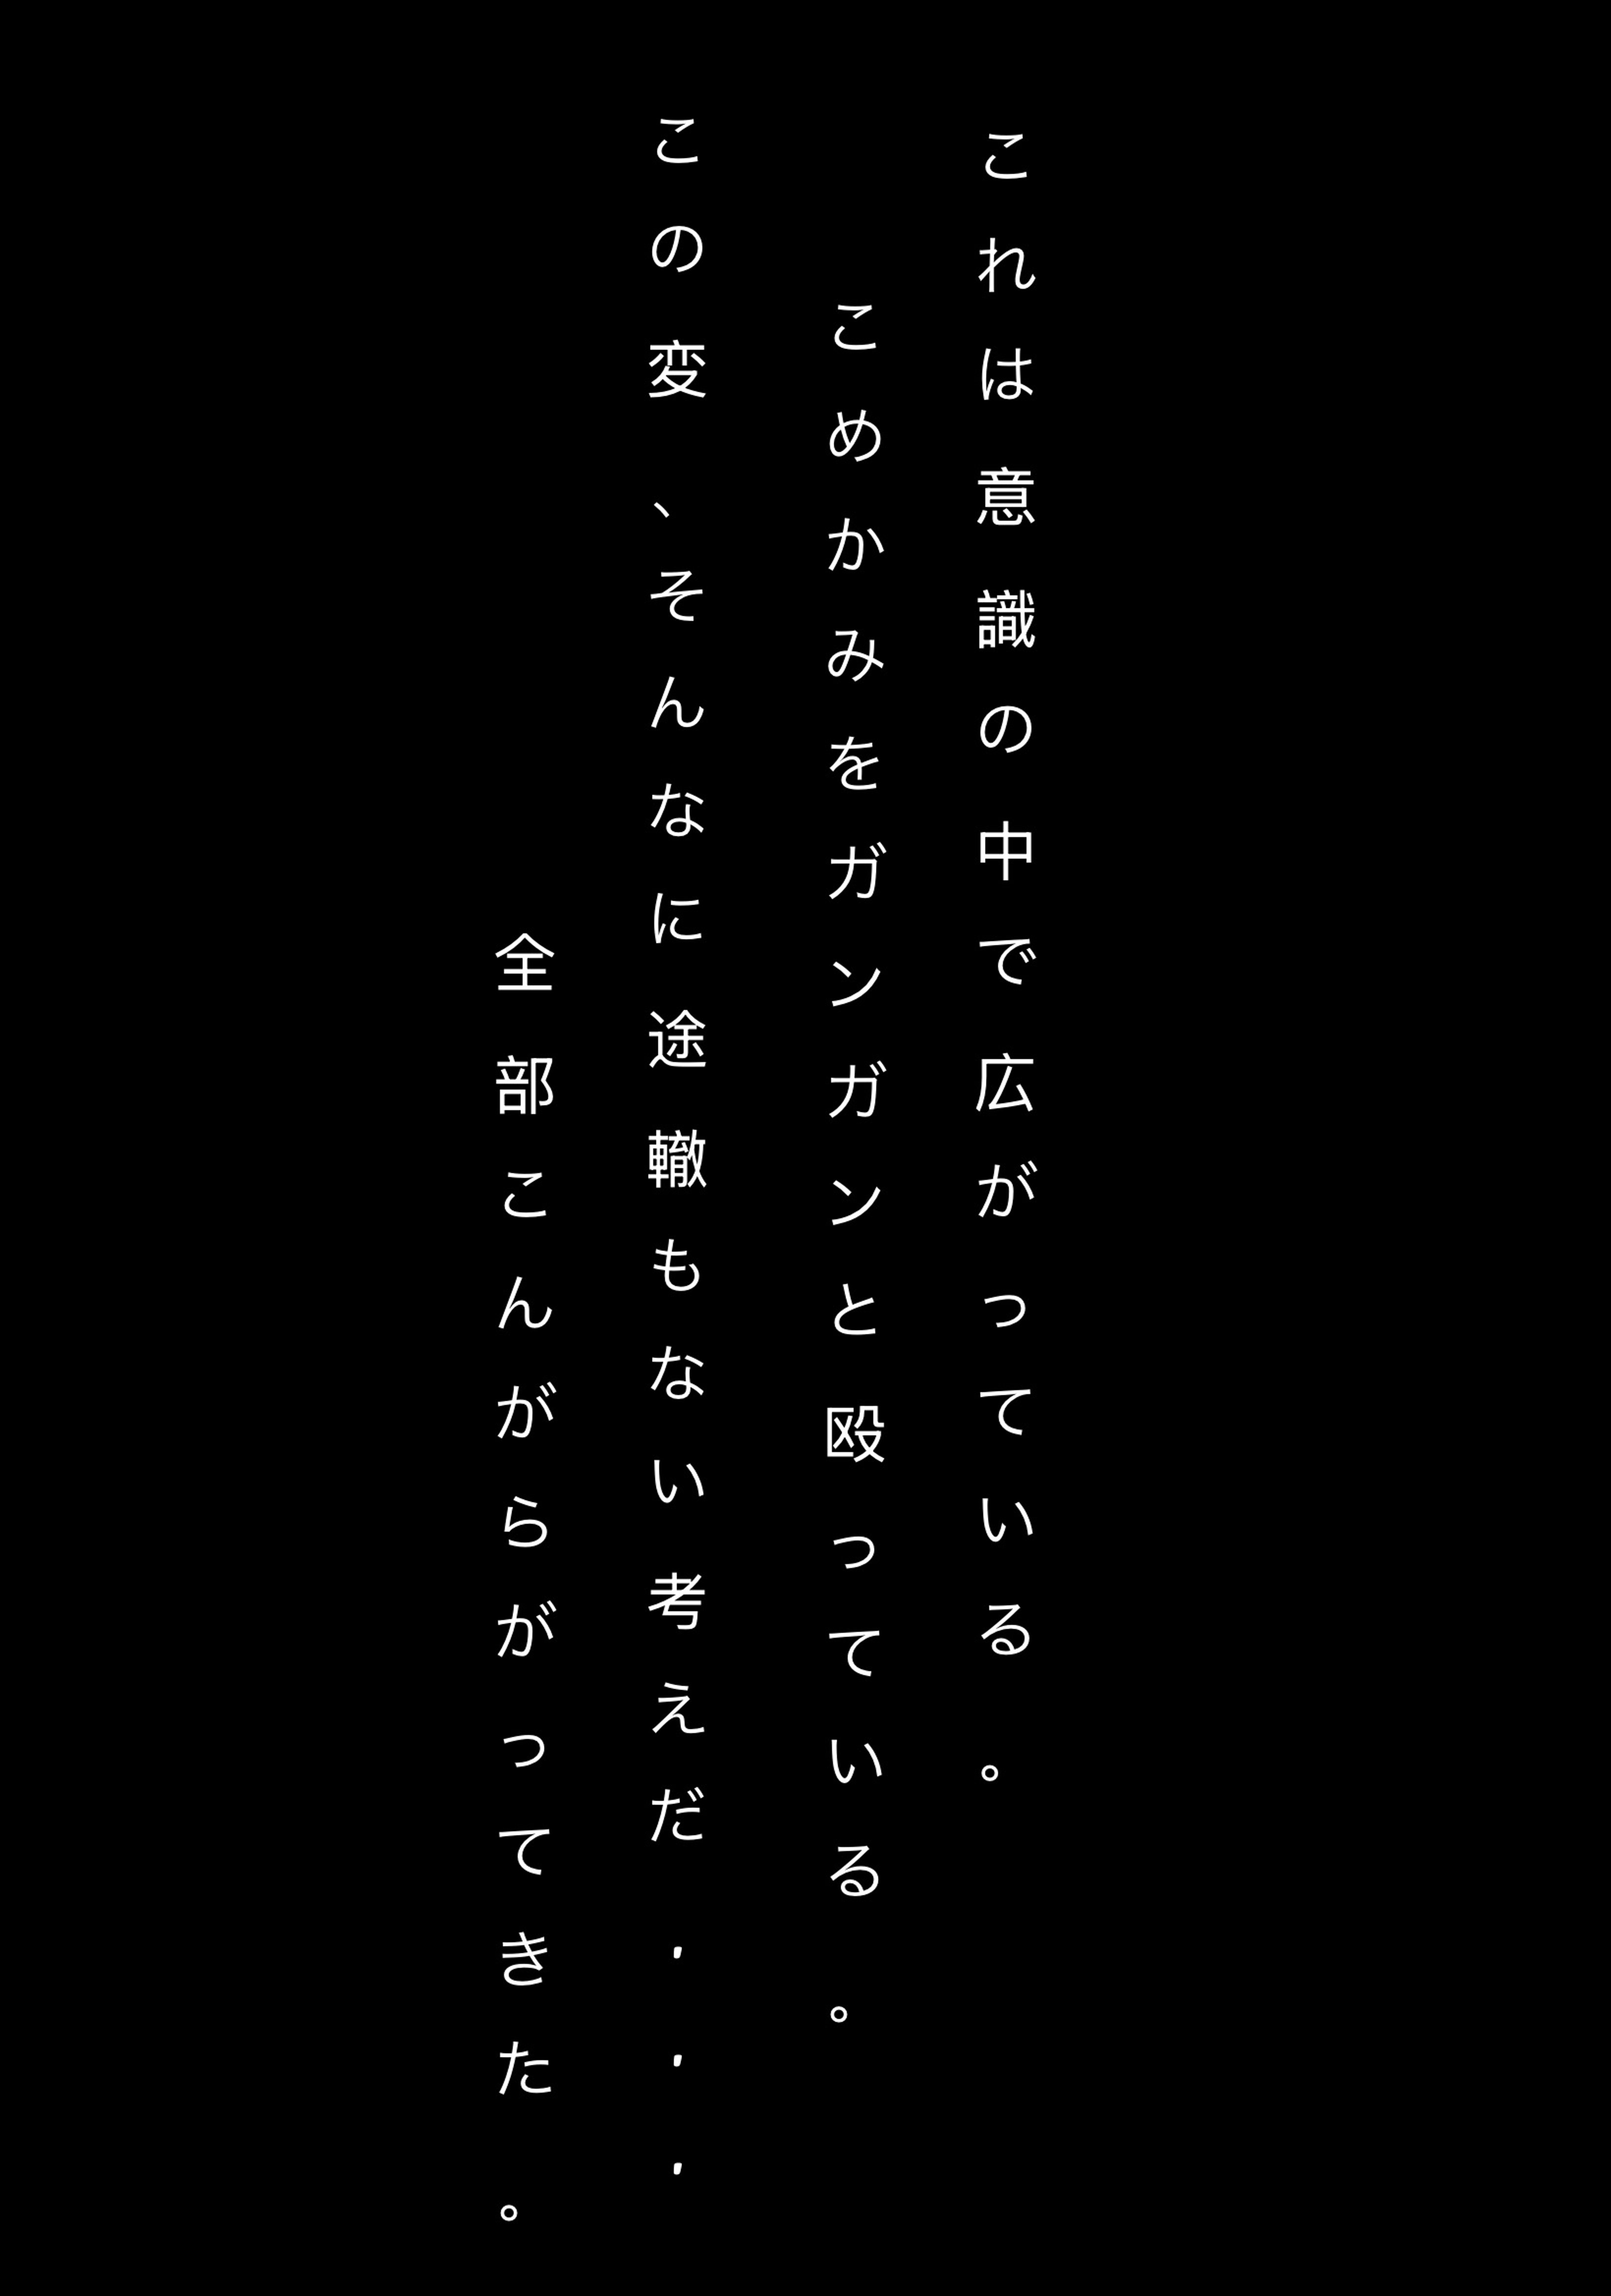 これは意識の中で広がっている。
こめかみをガンガンと殴っている。
この変、そんなに途轍もない考えだ...
全部こんがらがってきた。